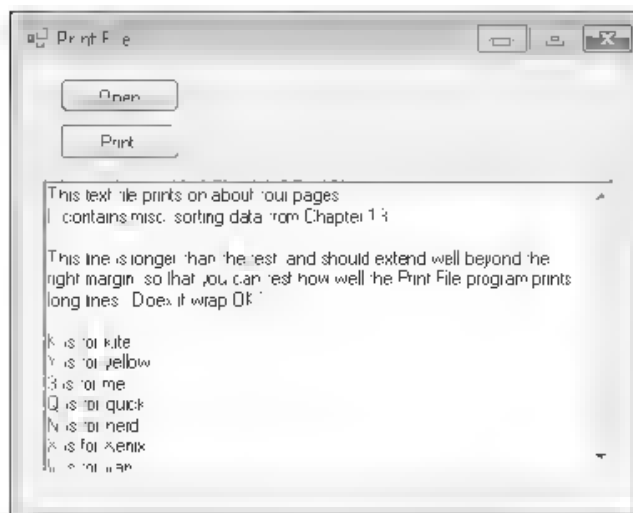 Print File
Open
Print
This text file prints on about four pages
It contains misc. sorting data from Chapter 13
This line is longer than the rest, and should extend well beyond the
right margin, so that you can test how well the Print File program prints
long lines. Does it wrap OK?
K is for kite
Y is for yellow
is for me
Q is for quick
N is for nerd
X is for Xenix
is for